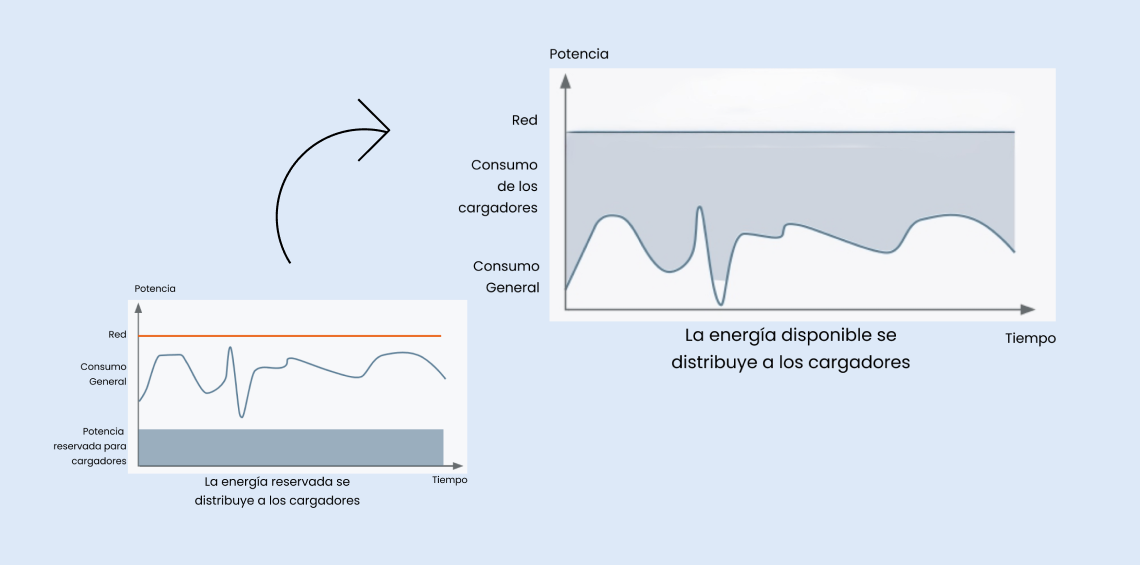 Potencia
Red
Consumo
de los
cargadores
Consumo
General
La energía disponible se
distribuye a los cargadores
Tiempo
Potencia
Red
Consumo
General
Potencia
reservada para
cargadores
La energía reservada se
distribuye a los cargadores
Tiempo